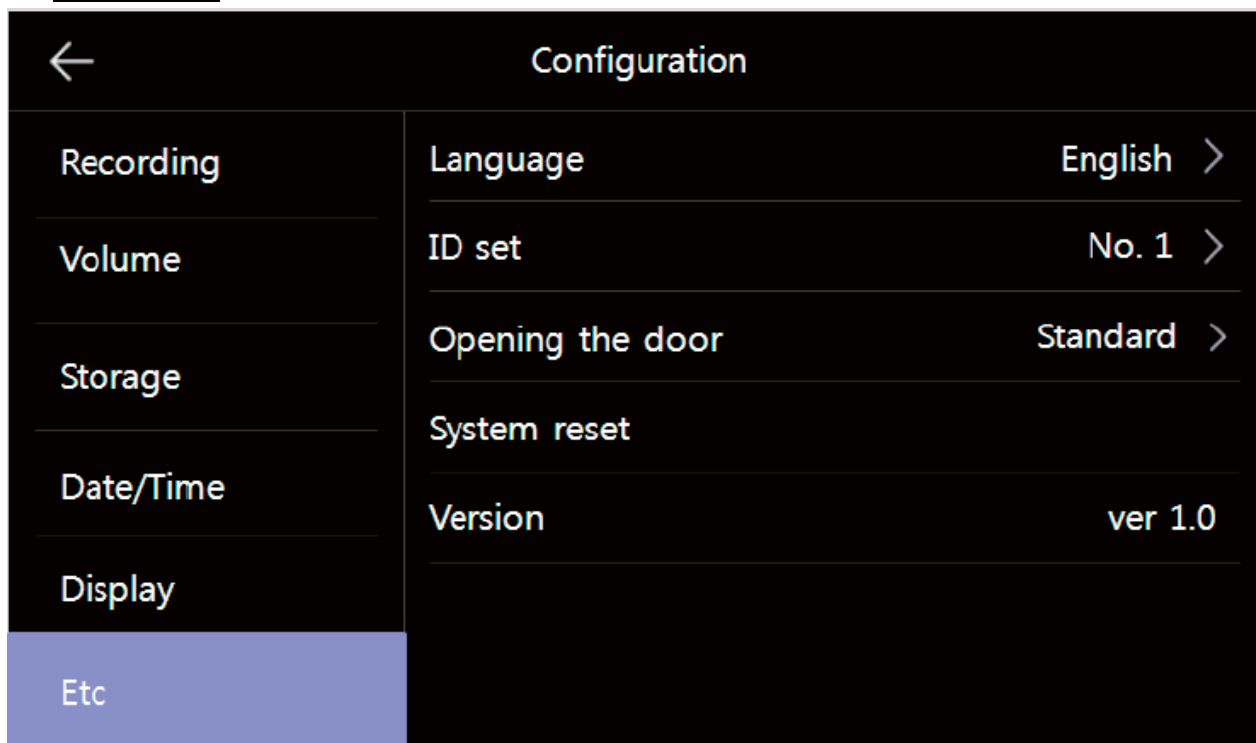 Configuration
Recording
Volume
Storage
Date/Time
Display
Etc
Language English
ID set No. 1
Opening the door Standard
System reset
Version ver 1.0